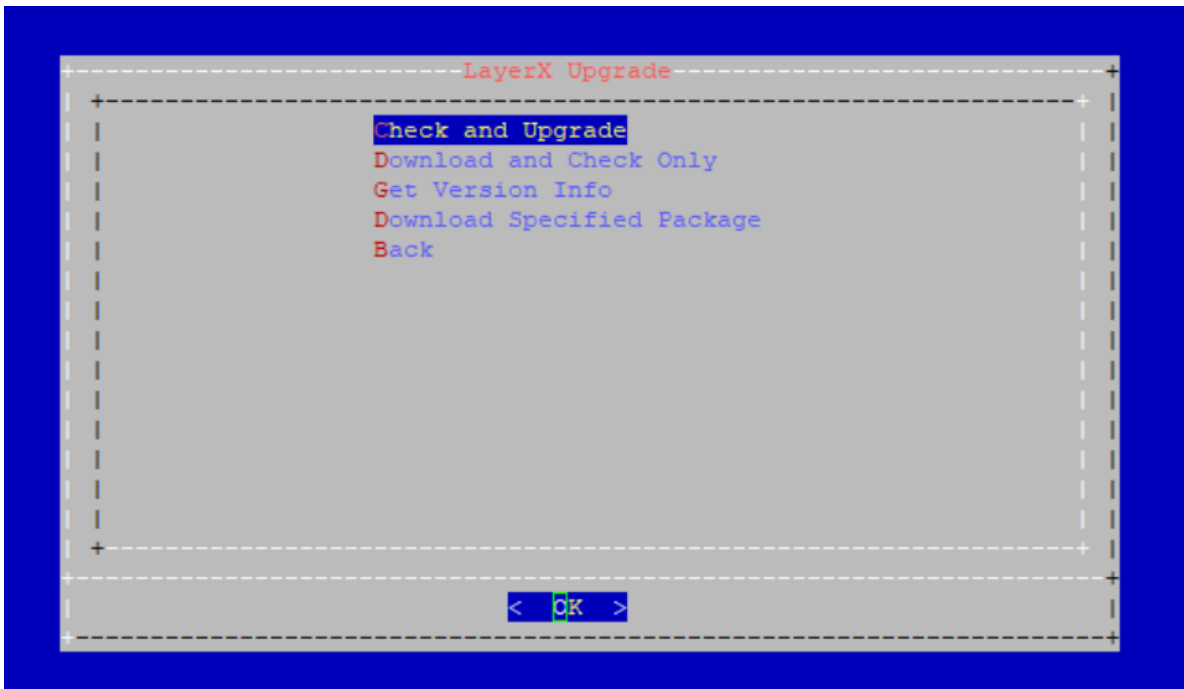 LayerX Upgrade
Check and Upgrade
Download and Check Only
Get Version Info
Download Specified Package
Back
< OK >